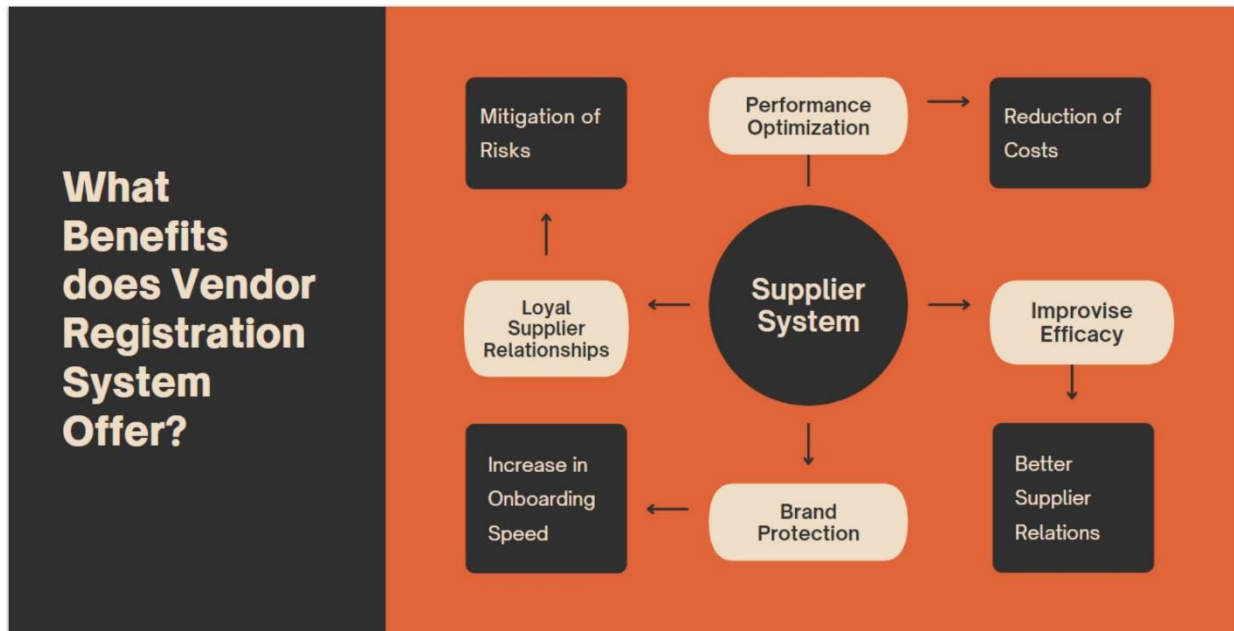 What
Benefits
does Vendor
Registration
System
Offer?
Mitigation of
Risks
Performance
Optimization
Reduction of
Costs
Loyal
Supplier
Relationships
Supplier
System
Improvise
Efficacy
Increase in
Onboarding
Speed
Brand
Protection
Better
Supplier
Relations